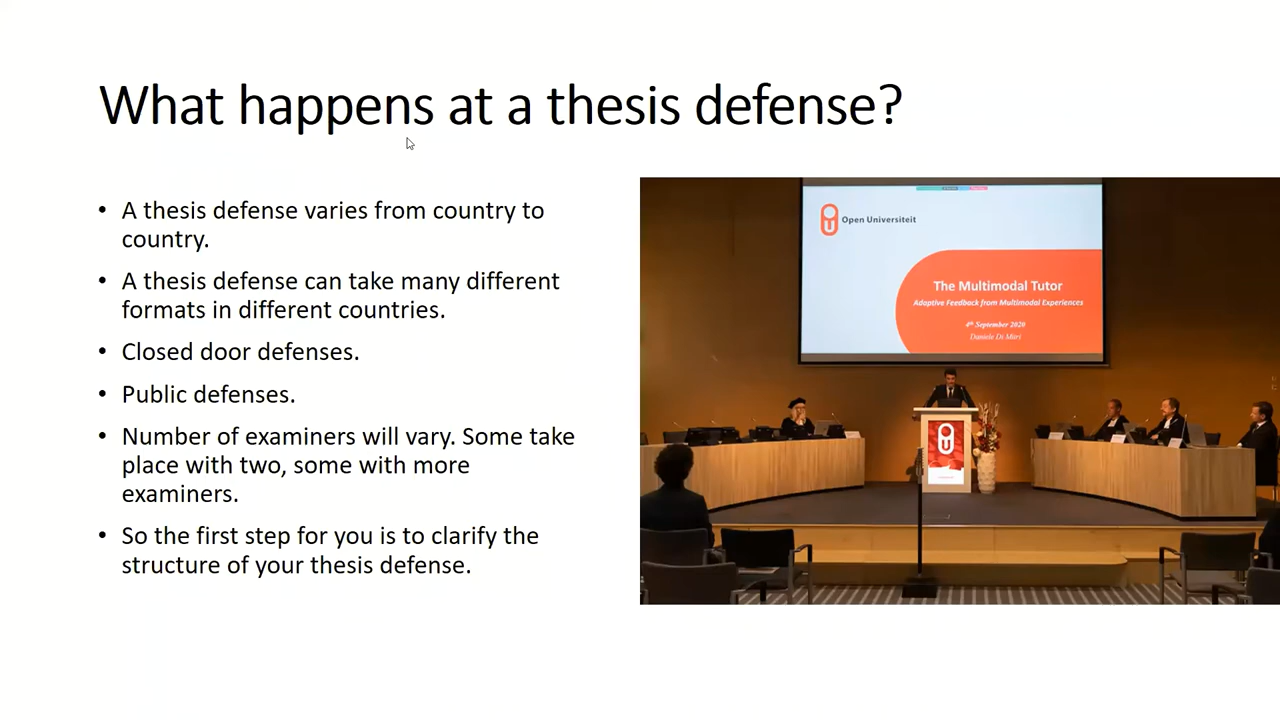 What happens at a thesis defense?
• A thesis defense varies from country to
country.
• A thesis defense can take many different
formats in different countries.
• Closed door defenses.
• Public defenses.
• Number of examiners will vary. Some take
place with two, some with more
examiners.
• So the first step for you is to clarify the
structure of your thesis defense.
Open Universiteit
The Multimodal Tutor
Adaptive Feedback from Multimodal Experiences
4th September 2020
Daniele Di Mitri